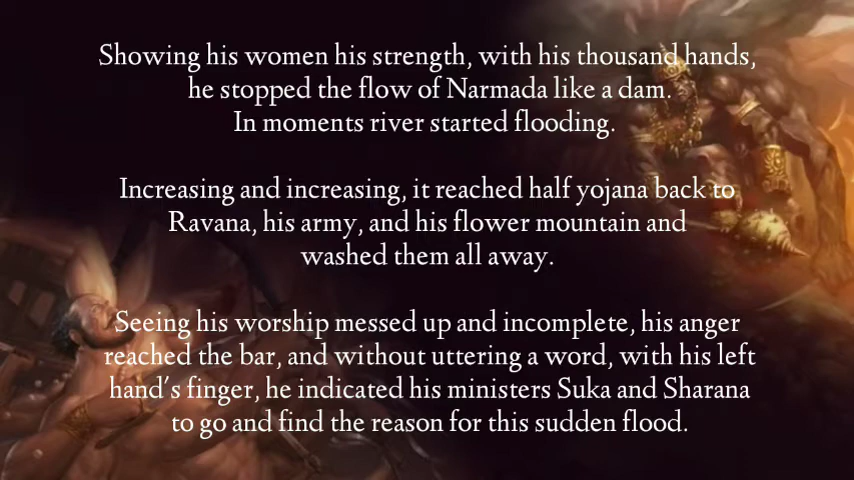 Showing his women his strength, with his thousand hands,
he stopped the flow of Narmada like a dam.
In moments river started flooding.
Increasing and increasing, it reached half yojana back to
Ravana, his army, and his flower mountain and
washed them all away.
Seeing his worship messed up and incomplete, his anger
reached the bar, and without uttering a word, with his left
hand's finger, he indicated his ministers Suka and Sharana
to go and find the reason for this sudden flood.